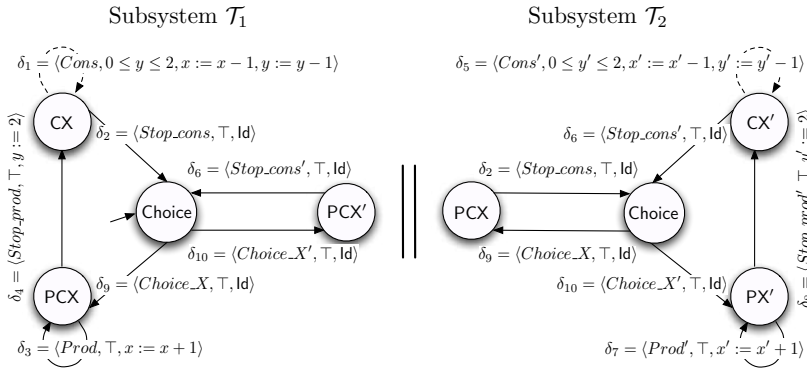 Subsystem 𝒯₁
Subsystem 𝒯₂
δ₁ = ⟨Cons, 0 ≤ y ≤ 2, x := x − 1, y := y − 1⟩
δ₅ = ⟨Cons′, 0 ≤ y′ ≤ 2, x′ := x′ − 1, y′ := y′ − 1⟩
CX
CX′
δ₂ = ⟨Stop_cons, ⊤, Id⟩
δ₆ = ⟨Stop_cons′, ⊤, Id⟩
δ₆ = ⟨Stop_cons′, ⊤, Id⟩
δ₂ = ⟨Stop_cons, ⊤, Id⟩
δ₄ = ⟨Stop_prod, ⊤, y := 2⟩
Choice
PCX′
PCX
Choice
⟨Stop_prod′, ⊤, y′ := 2⟩
δ₁₀ = ⟨Choice_X′, ⊤, Id⟩
δ₉ = ⟨Choice_X, ⊤, Id⟩
δ₉ = ⟨Choice_X, ⊤, Id⟩
δ₁₀ = ⟨Choice_X′, ⊤, Id⟩
PCX
PX′
δ₃ = ⟨Prod, ⊤, x := x + 1⟩
δ₇ = ⟨Prod′, ⊤, x′ := x′ + 1⟩